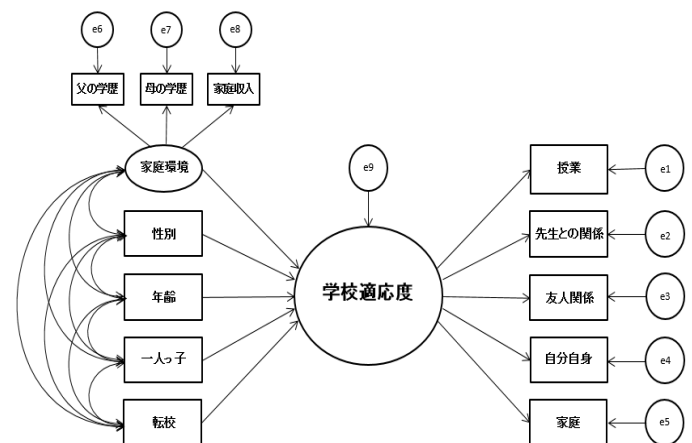 e6
e7
e8
父の学歴
母の学歴
家庭収入
家庭環境
e9
授業
e1
性別
先生との関係
e2
年齢
学校適応度
友人関係
e3
一人っ子
自分自身
e4
転校
家庭
e5